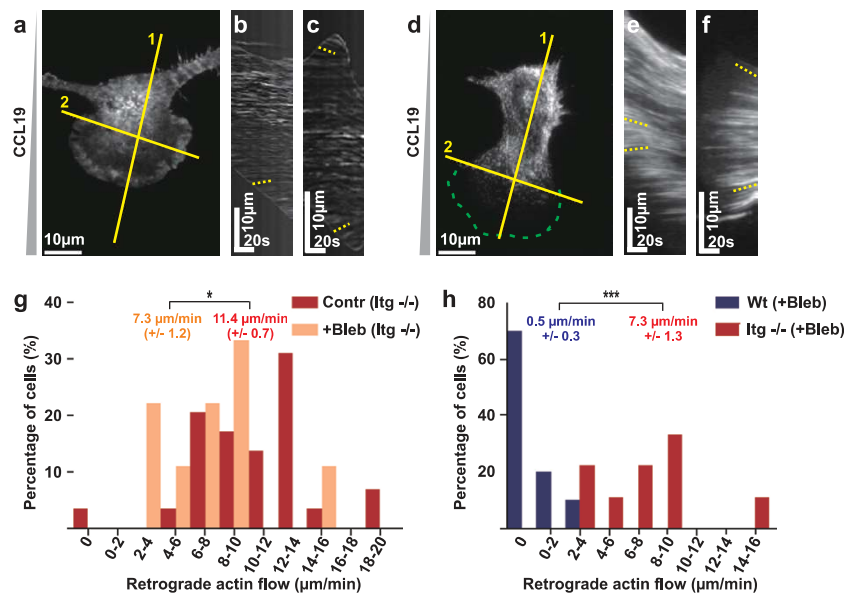 a
b
c
d
e
f
CCL19
1
2
10µm
10µm
20s
10µm
20s
CCL19
1
2
10µm
10µm
20s
10µm
20s
g
40
30
20
10
Percentage of cells (%)
*
7.3 µm/min
(+/- 1.2)
11.4 µm/min
(+/- 0.7)
Contr (Itg -/-)
+Bleb (Itg -/-)
0
0-2
2-4
4-6
6-8
8-10
10-12
12-14
14-16
16-18
18-20
Retrograde actin flow (µm/min)
h
80
60
40
20
Percentage of cells (%)
***
0.5 µm/min
+/- 0.3
7.3 µm/min
+/- 1.3
Wt (+Bleb)
Itg -/- (+Bleb)
0
0-2
2-4
4-6
6-8
8-10
10-12
12-14
14-16
Retrograde actin flow (µm/min)